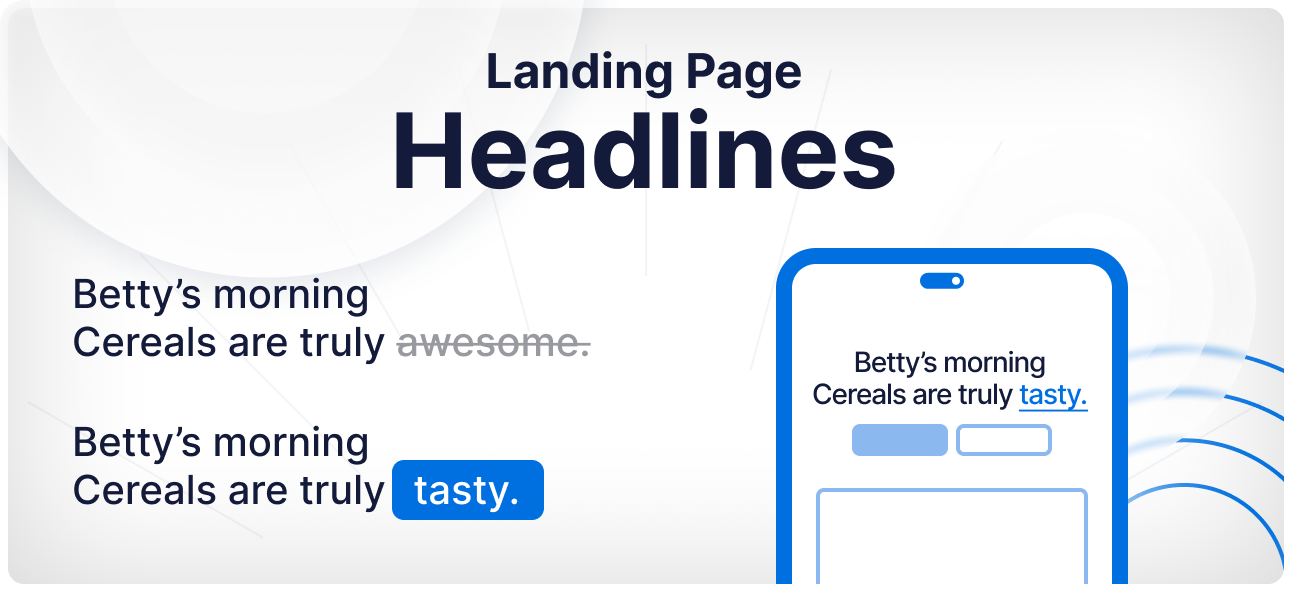 Landing Page
Headlines
Betty’s morning
Cereals are truly awesome.
Betty’s morning
Cereals are truly tasty.
Betty’s morning
Cereals are truly tasty.